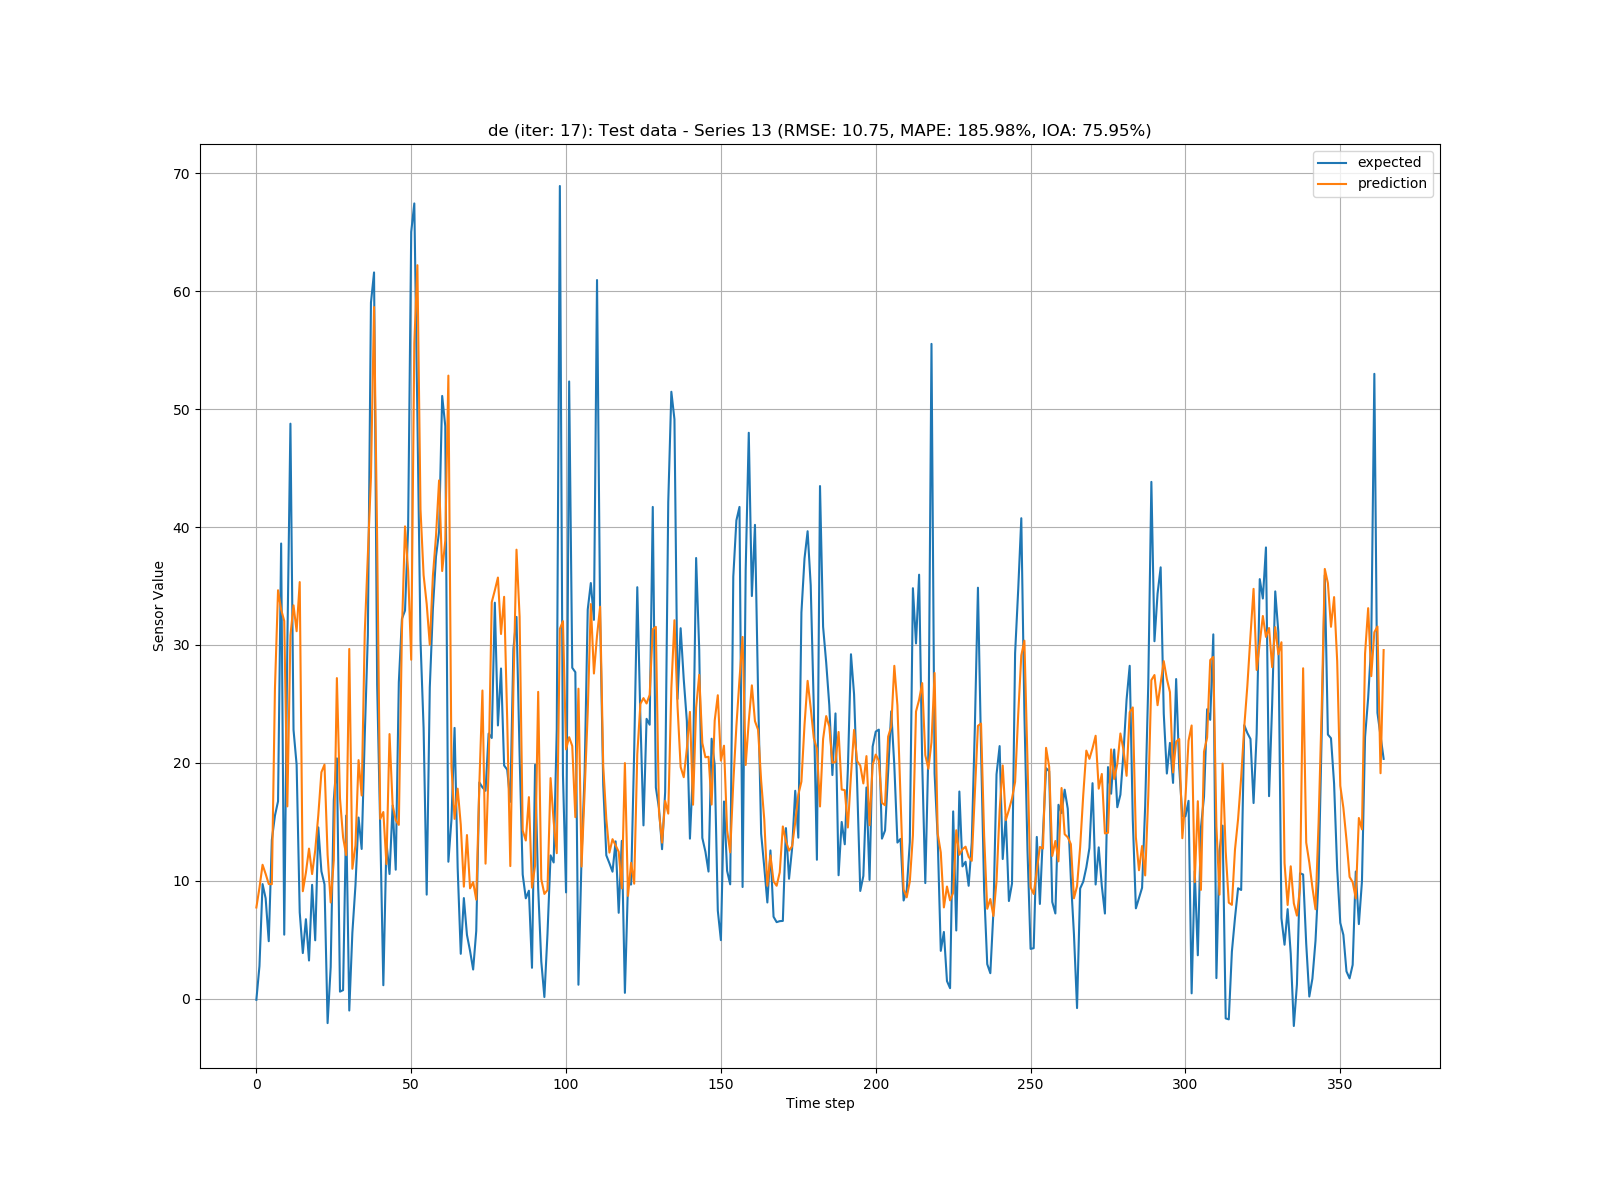 de (iter: 17): Test data - Series 13 (RMSE: 10.75, MAPE: 185.98%, IOA: 75.95%)
expected
prediction
70
60
50
40
30
20
10
0
Sensor Value
0 50 100 150 200 250 300 350
Time step